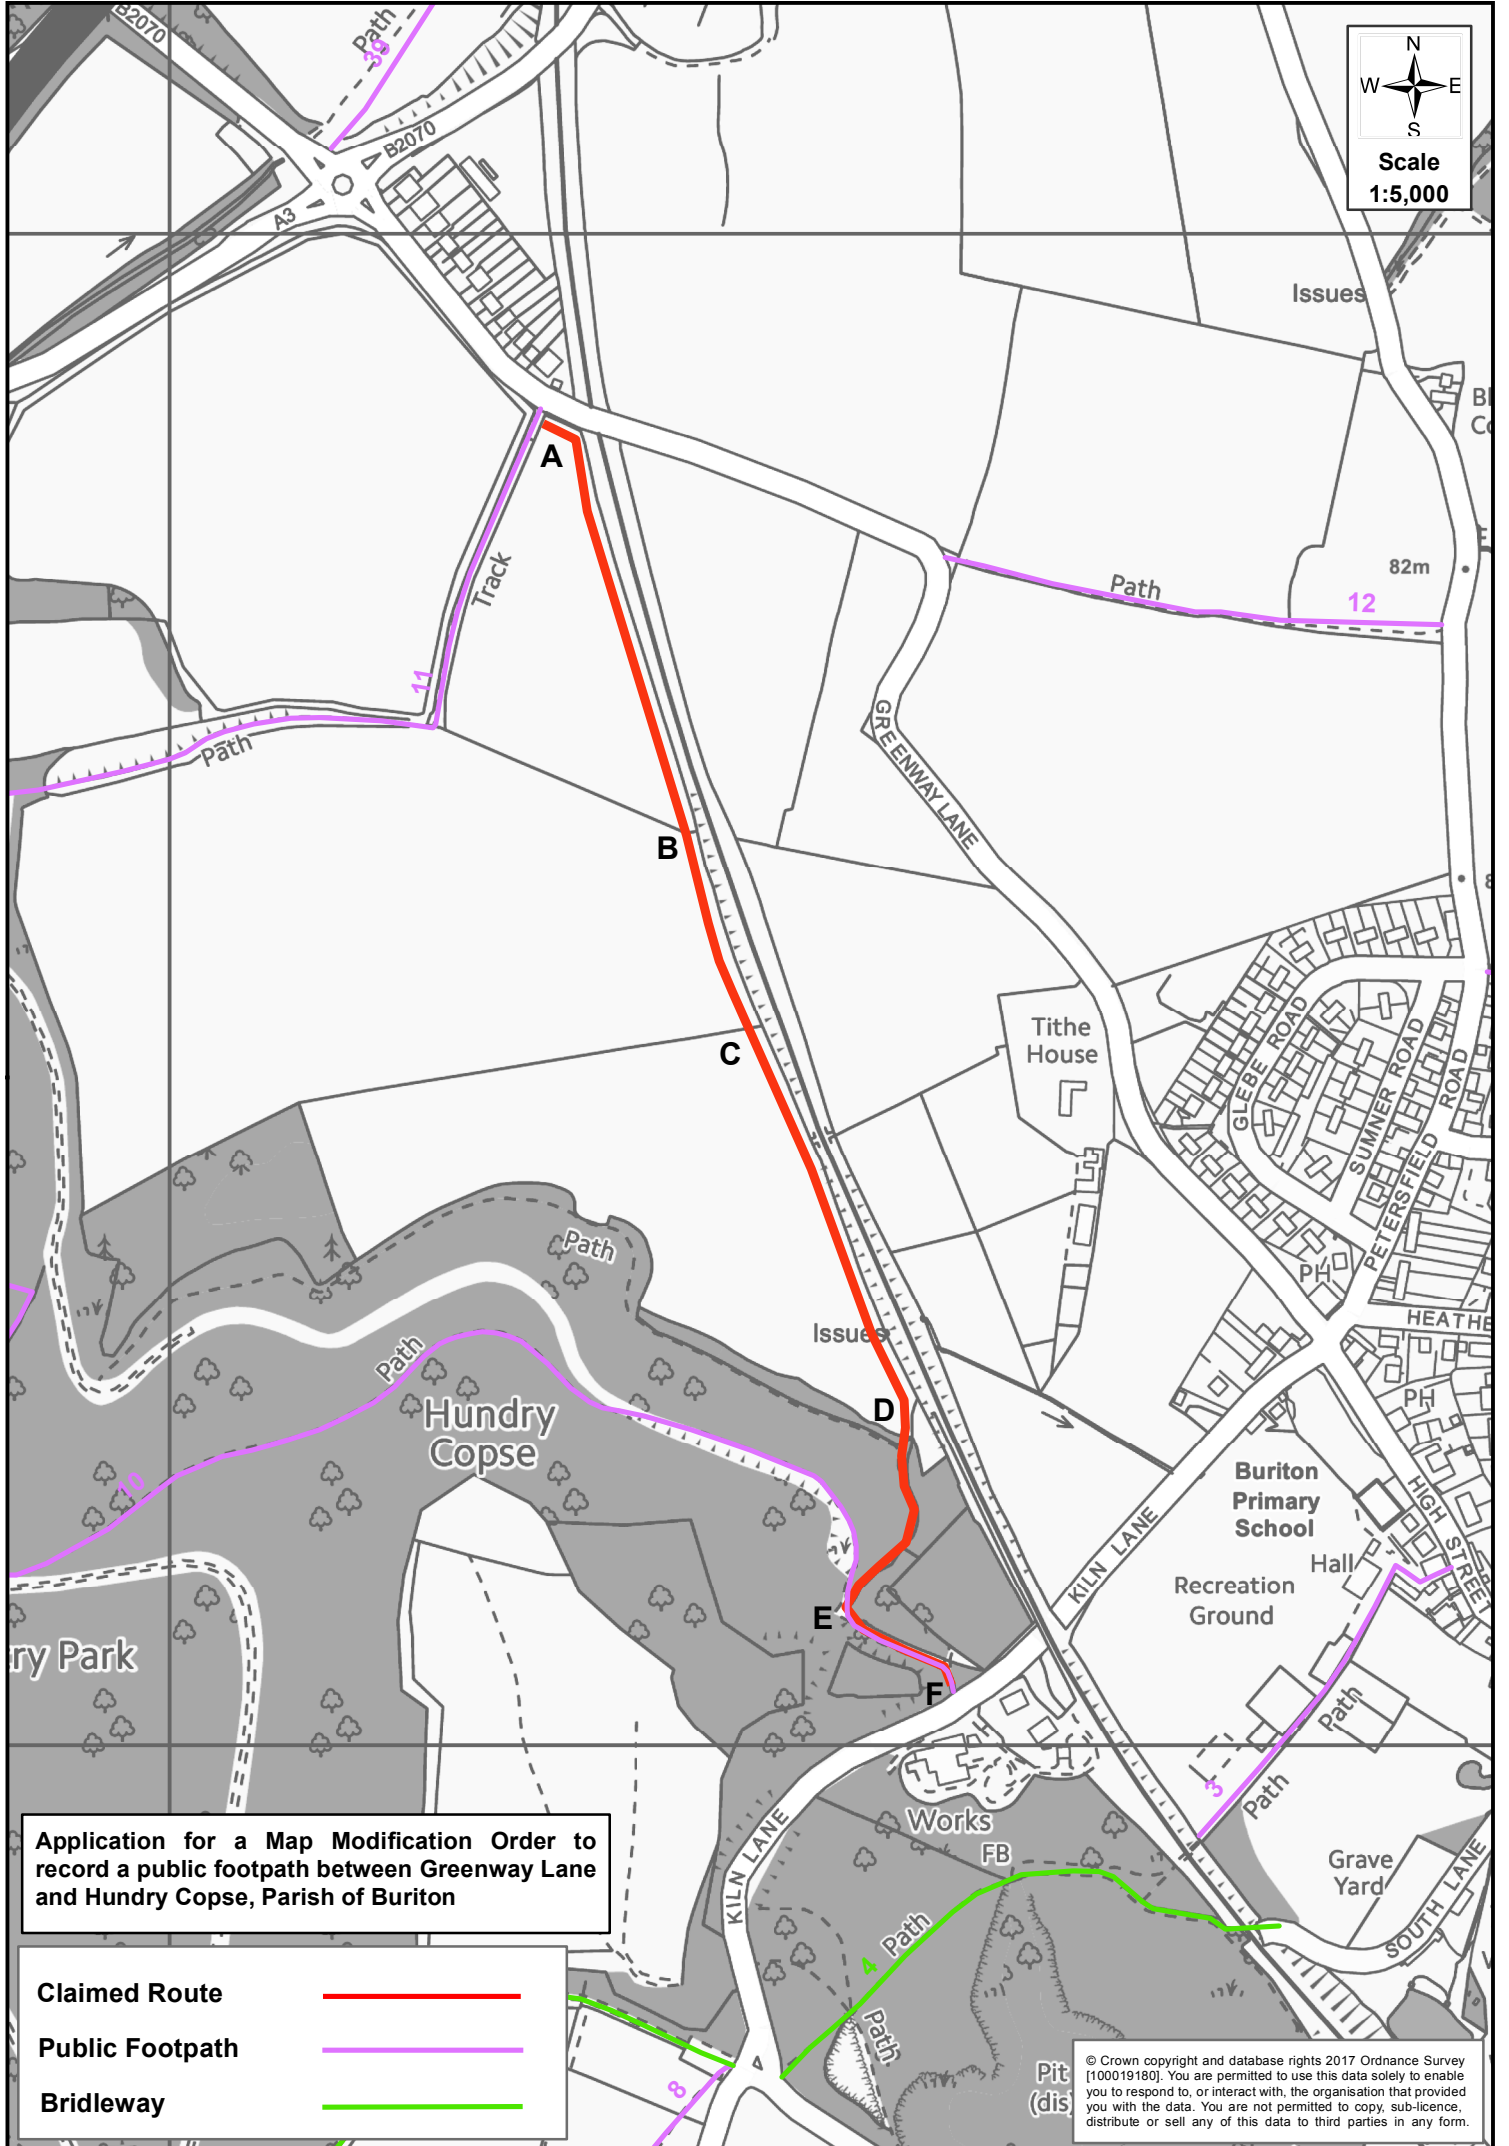 B2070
Path
39
N
W E
S
Scale
1:5,000
B2070
A3
Issues
A
Track
11
Path
82m
Path
12
GREENWAY LANE
B
C
Tithe
House
GLEBE ROAD
SUMNER ROAD
PETERSFIELD ROAD
PH
HEATHE
PH
Path
Issues
Path
Hundry
Copse
10
D
Buriton
Primary
School
HIGH STREET
Hall
KILN LANE
Recreation
Ground
E
ry Park
F
Path
3
Path
Works
FB
KILN LANE
Grave
Yard
SOUTH LANE
4
Path
Path
Pit
(dis)
8
Application for a Map Modification Order to
record a public footpath between Greenway Lane
and Hundry Copse, Parish of Buriton
Claimed Route
Public Footpath
Bridleway
© Crown copyright and database rights 2017 Ordnance Survey
[100019180]. You are permitted to use this data solely to enable
you to respond to, or interact with, the organisation that provided
you with the data. You are not permitted to copy, sub-licence,
distribute or sell any of this data to third parties in any form.